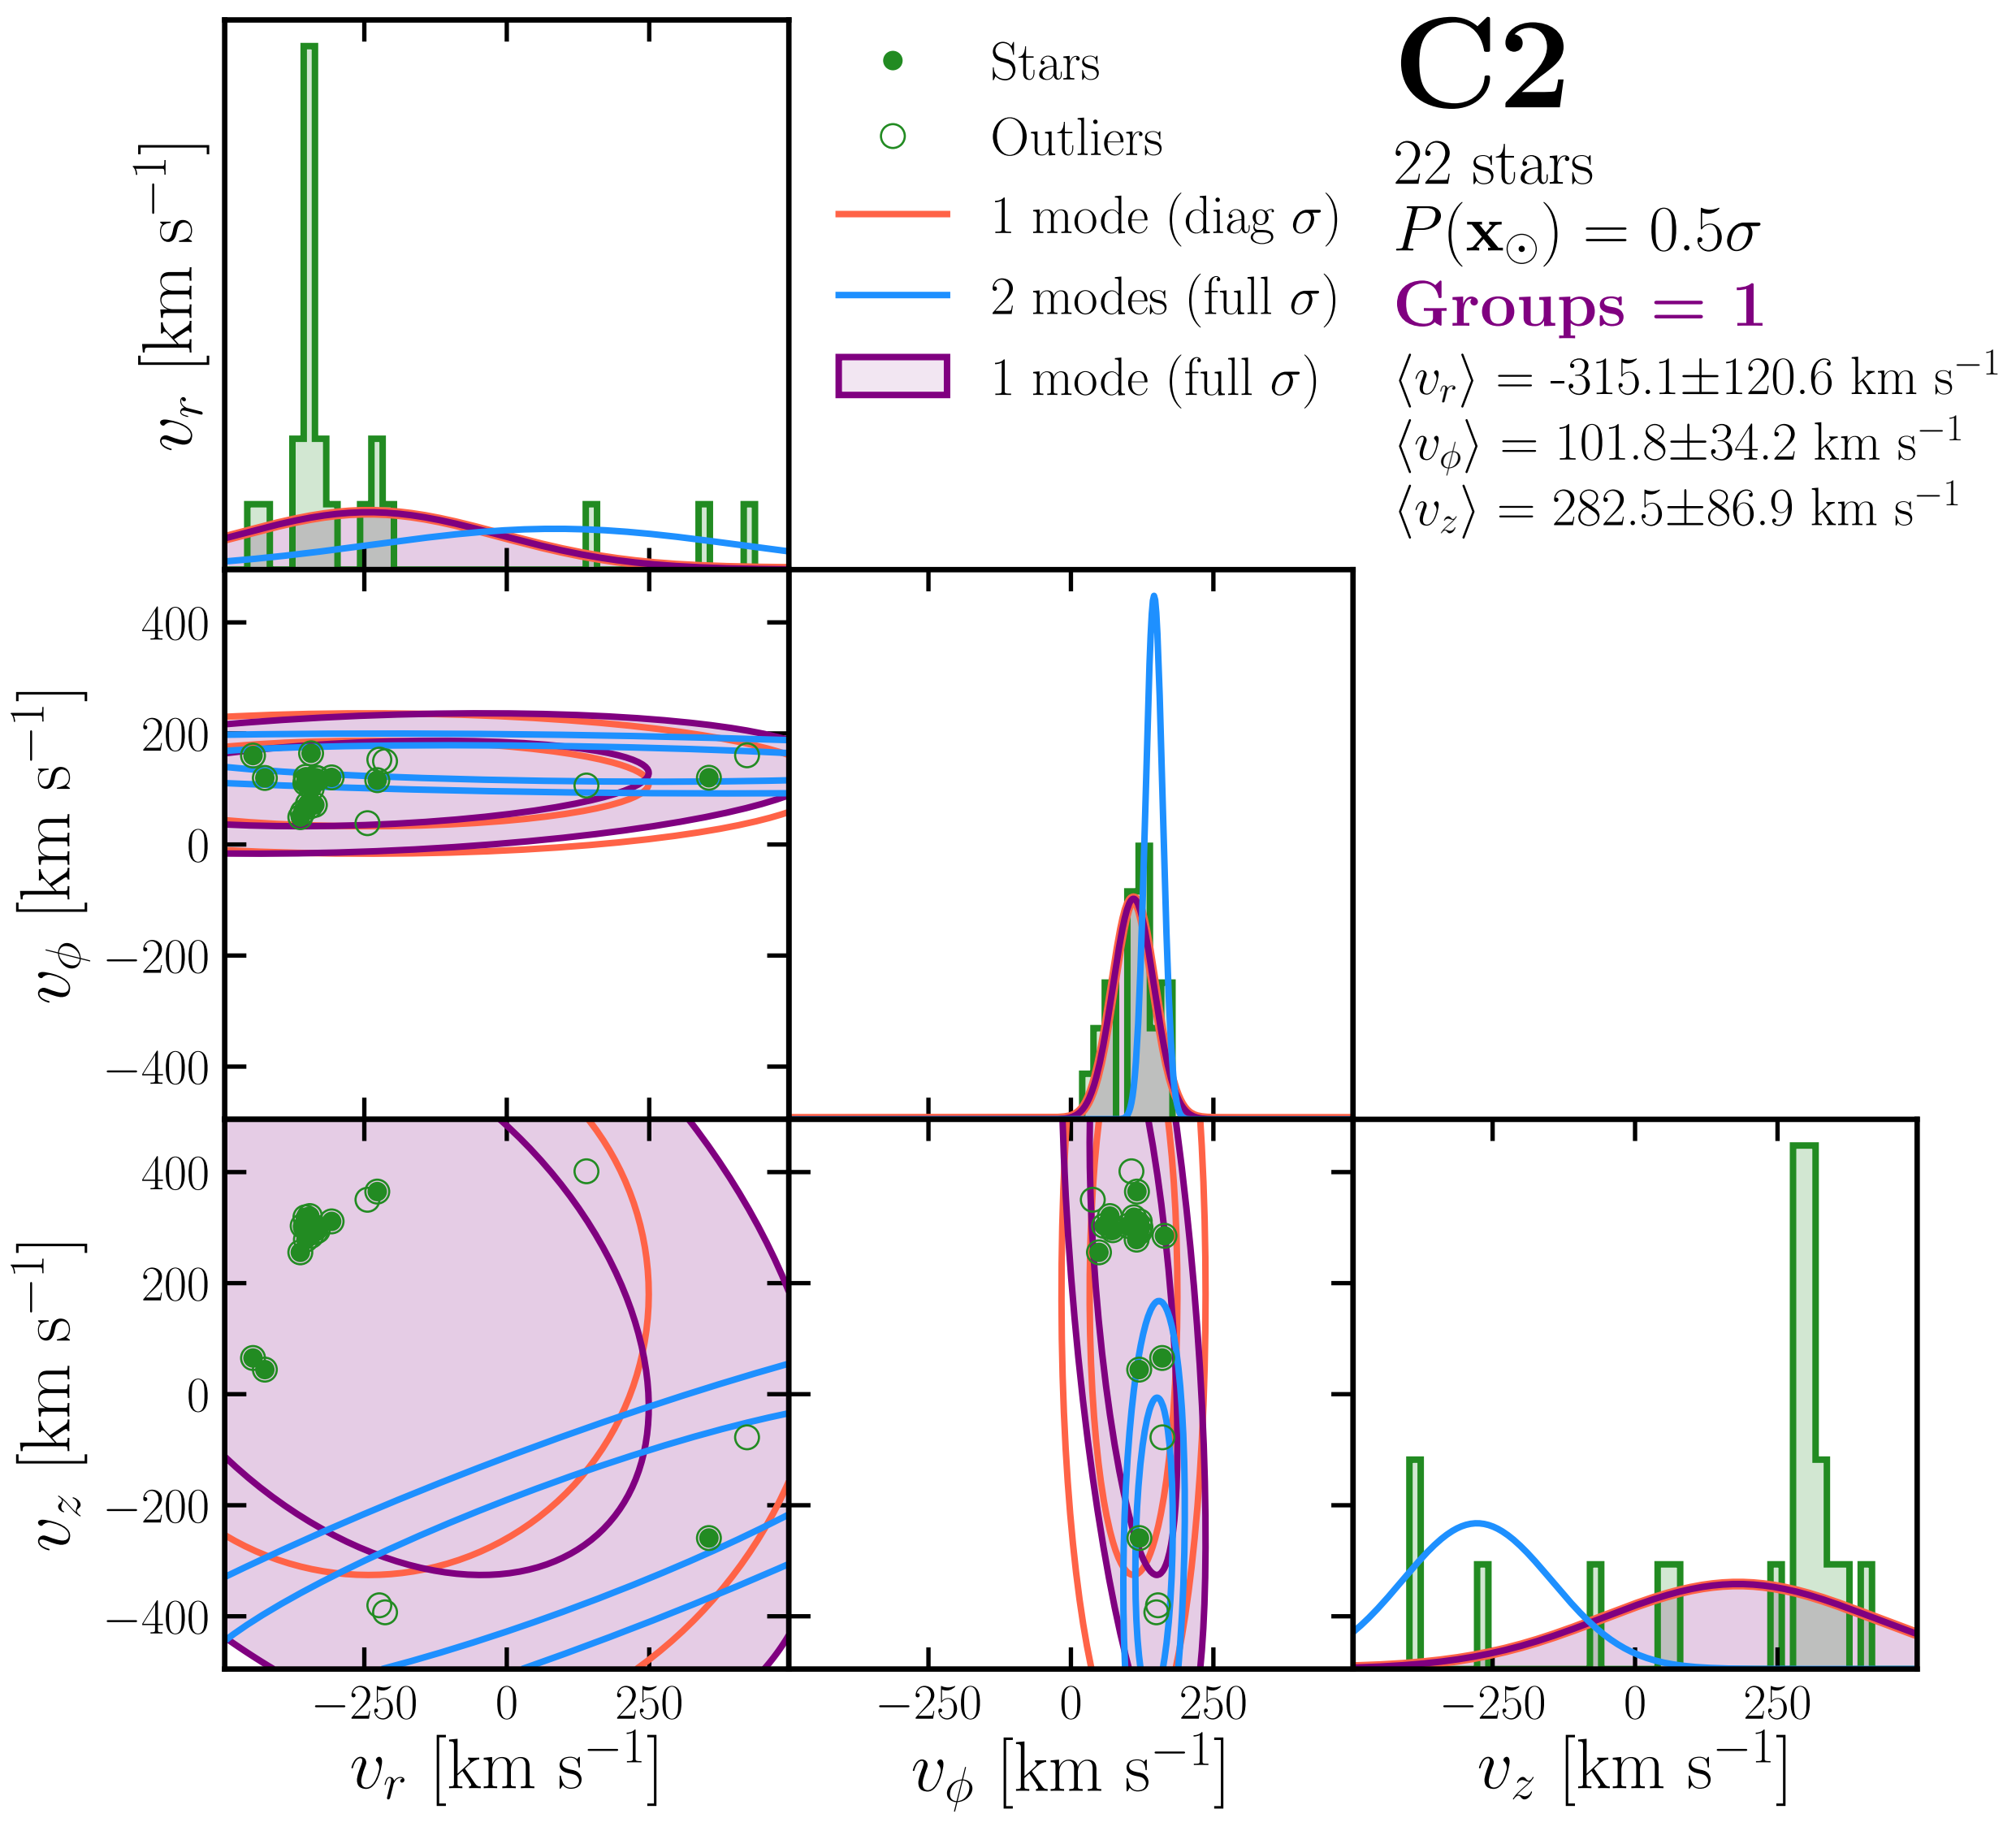 C2
22 stars
P(x⊙) = 0.5σ
Groups = 1
⟨v_r⟩ = -315.1±120.6 km s⁻¹
⟨v_ϕ⟩ = 101.8±34.2 km s⁻¹
⟨v_z⟩ = 282.5±86.9 km s⁻¹
Stars
Outliers
1 mode (diag σ)
2 modes (full σ)
1 mode (full σ)
v_r [km s⁻¹]
400
200
0
−200
−400
v_ϕ [km s⁻¹]
400
200
0
−200
−400
v_z [km s⁻¹]
−250 0 250
v_r [km s⁻¹]
−250 0 250
v_ϕ [km s⁻¹]
−250 0 250
v_z [km s⁻¹]